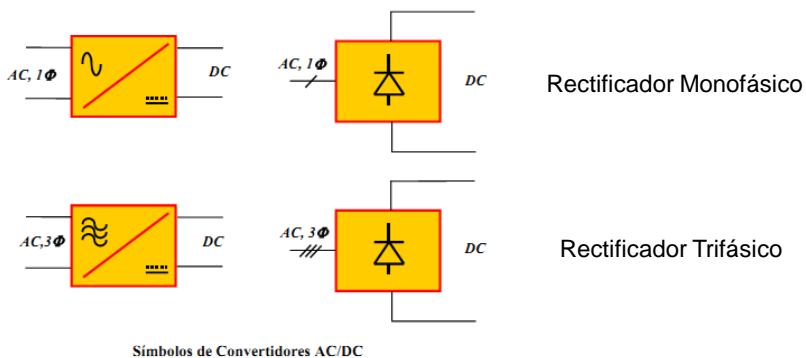 AC, 1Φ
DC
AC, 1Φ
DC
Rectificador Monofásico
AC,3Φ
DC
AC, 3Φ
DC
Rectificador Trifásico
Símbolos de Convertidores AC/DC